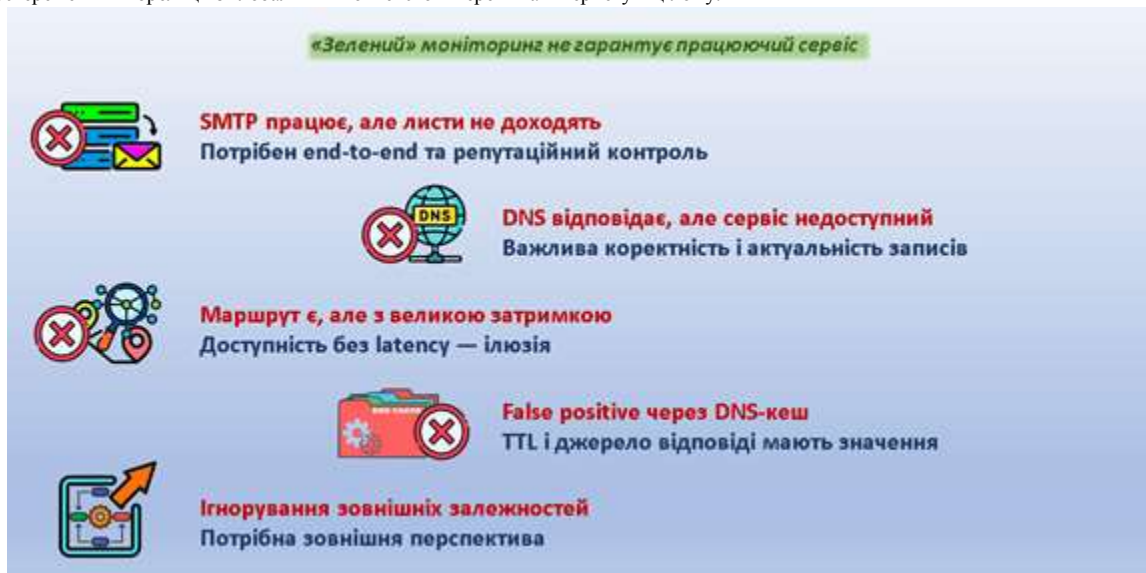 «Зелений» моніторинг не гарантує працюючий сервіс
SMTP працює, але листи не доходять
Потрібен end-to-end та репутаційний контроль
DNS
DNS відповідає, але сервіс недоступний
Важлива коректність і актуальність записів
Маршрут є, але з великою затримкою
Доступність без latency — ілюзія
False positive через DNS-кеш
TTL і джерело відповіді мають значення
Ігнорування зовнішніх залежностей
Потрібна зовнішня перспектива